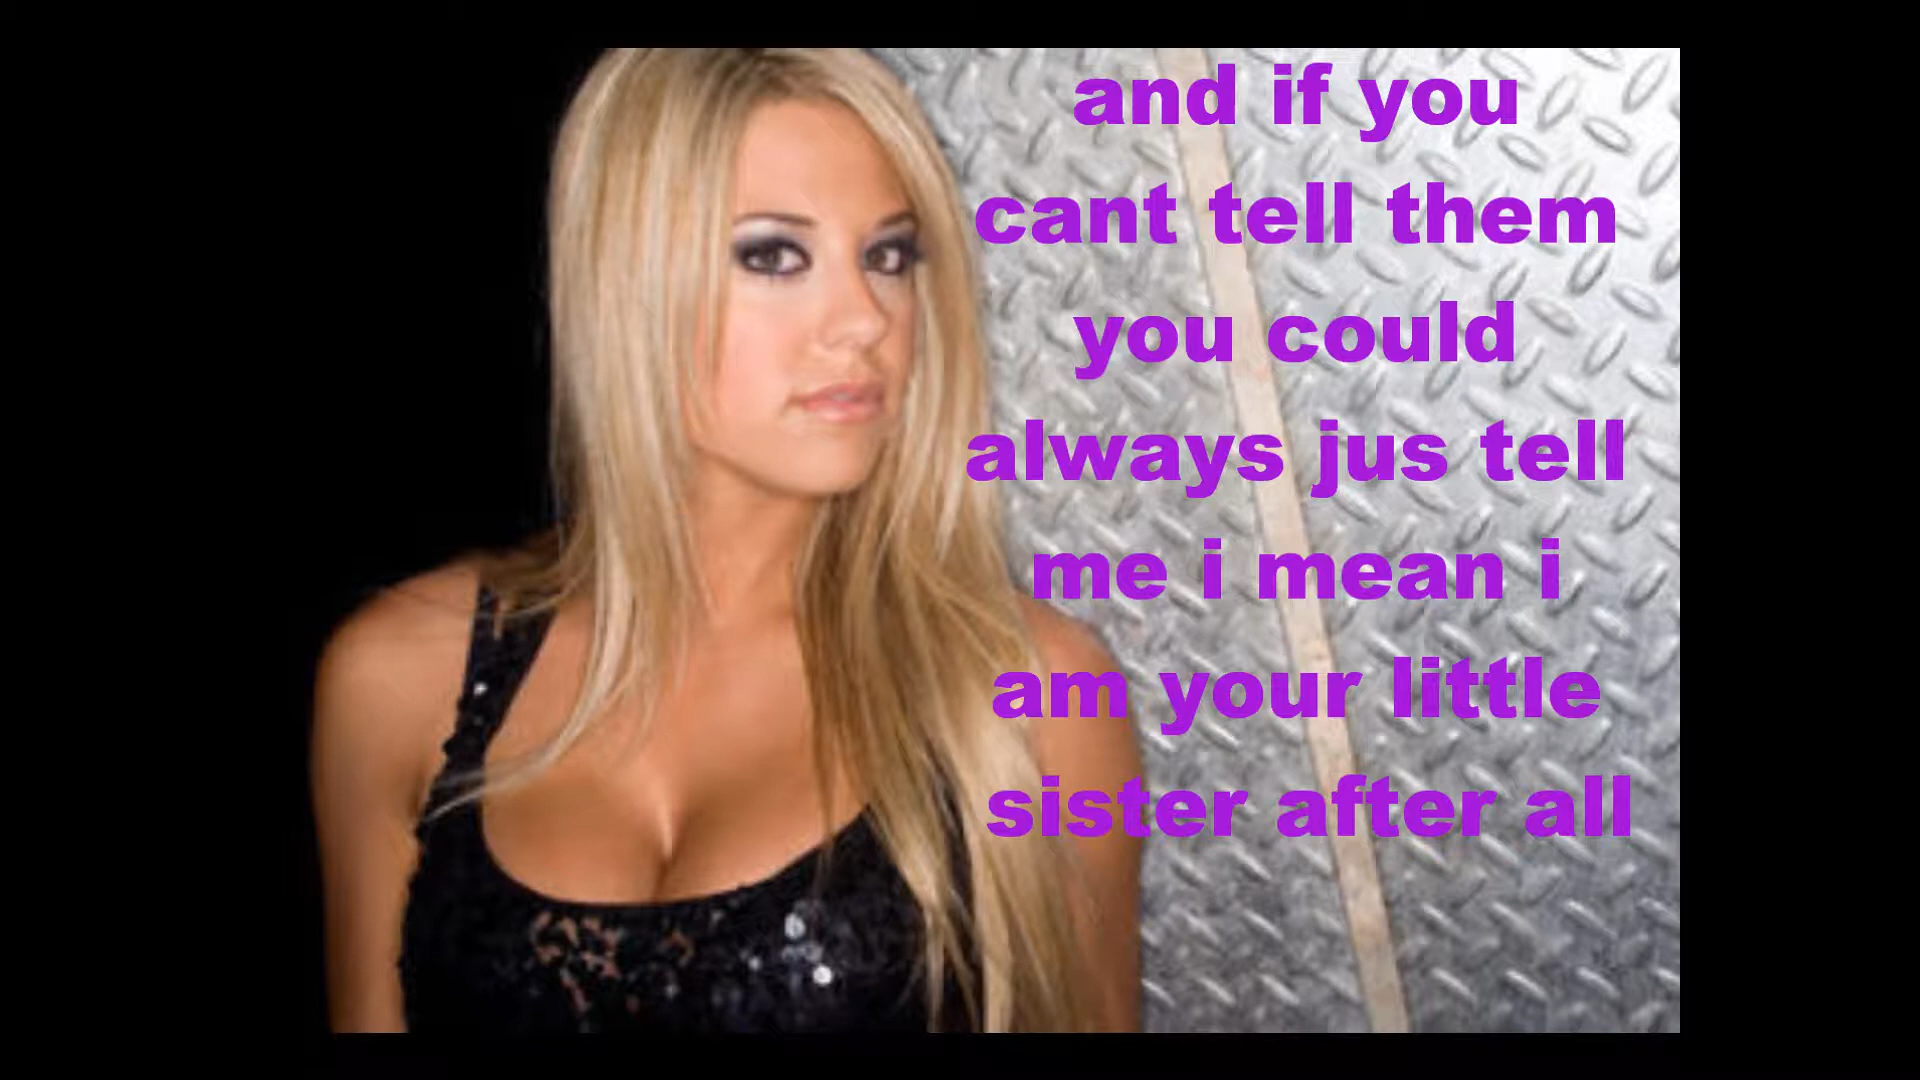 and if you
cant tell them
you could
always jus tell
me i mean i
am your little
sister after all